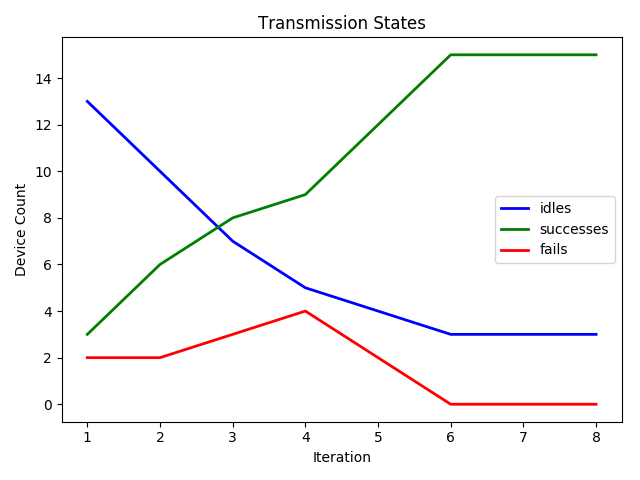 Transmission States
Device Count
14
12
10
8
6
4
2
0
idles
successes
fails
1 2 3 4 5 6 7 8
Iteration